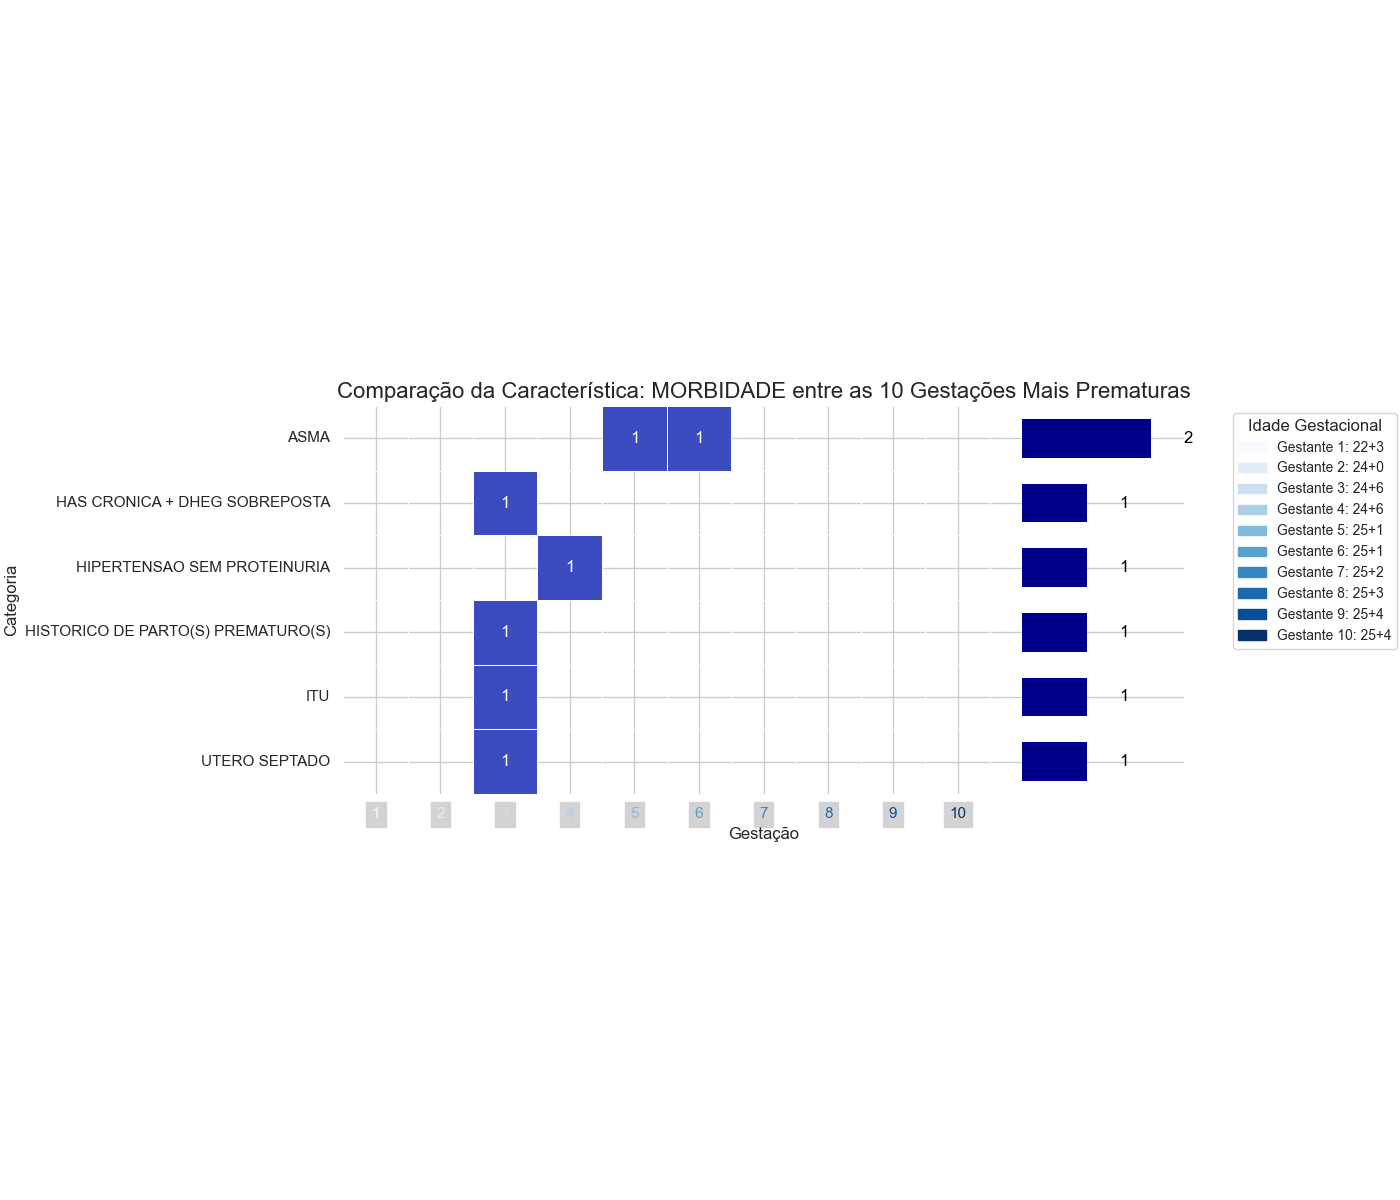 Comparação da Característica: MORBIDADE entre as 10 Gestações Mais Prematuras
Categoria
ASMA
1 1 2
HAS CRONICA + DHEG SOBREPOSTA
1 1
HIPERTENSAO SEM PROTEINURIA
1 1
HISTORICO DE PARTO(S) PREMATURO(S)
1 1
ITU
1 1
UTERO SEPTADO
1 1
1 2 3 4 5 6 7 8 9 10
Gestação
Idade Gestacional
Gestante 1: 22+3
Gestante 2: 24+0
Gestante 3: 24+6
Gestante 4: 24+6
Gestante 5: 25+1
Gestante 6: 25+1
Gestante 7: 25+2
Gestante 8: 25+3
Gestante 9: 25+4
Gestante 10: 25+4